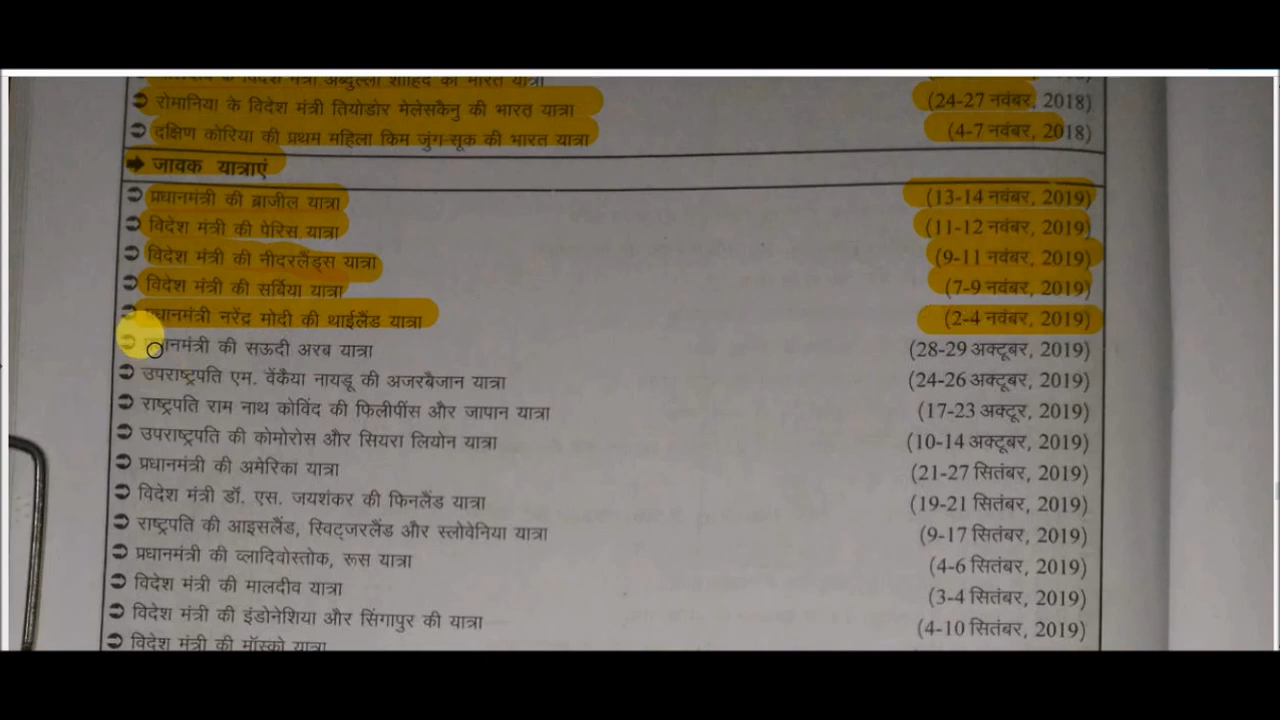 के विदेश मंत्री अब्दुल्ला शाहिद की भारत यात्रा
रोमानिया के विदेश मंत्री तियोडोर मेलेसकैनु की भारत यात्रा (24-27 नवंबर, 2018)
दक्षिण कोरिया की प्रथम महिला किम जुंग-सूक की भारत यात्रा (4-7 नवंबर, 2018)
जावक यात्राएं
प्रधानमंत्री की ब्राजील यात्रा (13-14 नवंबर, 2019)
विदेश मंत्री की पेरिस यात्रा (11-12 नवंबर, 2019)
विदेश मंत्री की नीदरलैंड्स यात्रा (9-11 नवंबर, 2019)
विदेश मंत्री की सर्बिया यात्रा (7-9 नवंबर, 2019)
प्रधानमंत्री नरेंद्र मोदी की थाईलैंड यात्रा (2-4 नवंबर, 2019)
प्रधानमंत्री की सऊदी अरब यात्रा (28-29 अक्टूबर, 2019)
उपराष्ट्रपति एम. वेंकैया नायडू की अजरबैजान यात्रा (24-26 अक्टूबर, 2019)
राष्ट्रपति राम नाथ कोविंद की फिलीपींस और जापान यात्रा (17-23 अक्टूर, 2019)
उपराष्ट्रपति की कोमोरोस और सियरा लियोन यात्रा (10-14 अक्टूबर, 2019)
प्रधानमंत्री की अमेरिका यात्रा (21-27 सितंबर, 2019)
विदेश मंत्री डॉ. एस. जयशंकर की फिनलैंड यात्रा (19-21 सितंबर, 2019)
राष्ट्रपति की आइसलैंड, स्विट्जरलैंड और स्लोवेनिया यात्रा (9-17 सितंबर, 2019)
प्रधानमंत्री की व्लादिवोस्तोक, रूस यात्रा (4-6 सितंबर, 2019)
विदेश मंत्री की मालदीव यात्रा (3-4 सितंबर, 2019)
विदेश मंत्री की इंडोनेशिया और सिंगापुर की यात्रा (4-10 सितंबर, 2019)
विदेश मंत्री की मॉस्को यात्रा